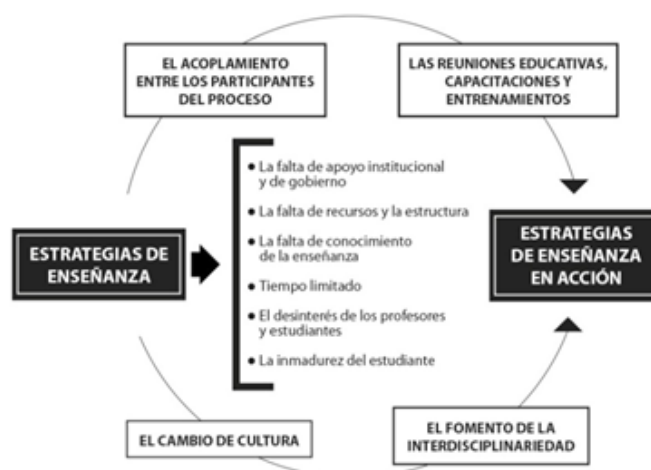 EL ACOPLAMIENTO
ENTRE LOS PARTICIPANTES
DEL PROCESO
LAS REUNIONES EDUCATIVAS,
CAPACITACIONES Y
ENTRENAMIENTOS
ESTRATEGIAS DE
ENSEÑANZA
● La falta de apoyo institucional
y de gobierno
● La falta de recursos y la estructura
● La falta de conocimiento
de la enseñanza
● Tiempo limitado
● El desinterés de los profesores
y estudiantes
● La inmadurez del estudiante
ESTRATEGIAS
DE ENSEÑANZA
EN ACCIÓN
EL CAMBIO DE CULTURA
EL FOMENTO DE LA
INTERDISCIPLINARIEDAD